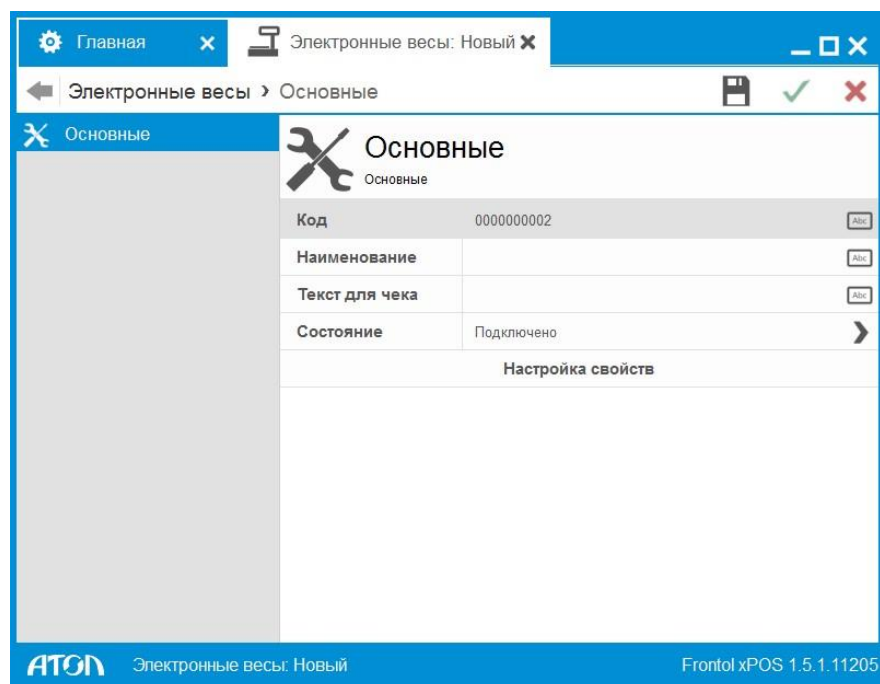 Главная
Электронные весы: Новый
Электронные весы › Основные
Основные
Основные
Основные
Код 0000000002 Abc
Наименование Abc
Текст для чека Abc
Состояние Подключено
Настройка свойств
ATOL Электронные весы: Новый Frontol xPOS 1.5.1.11205